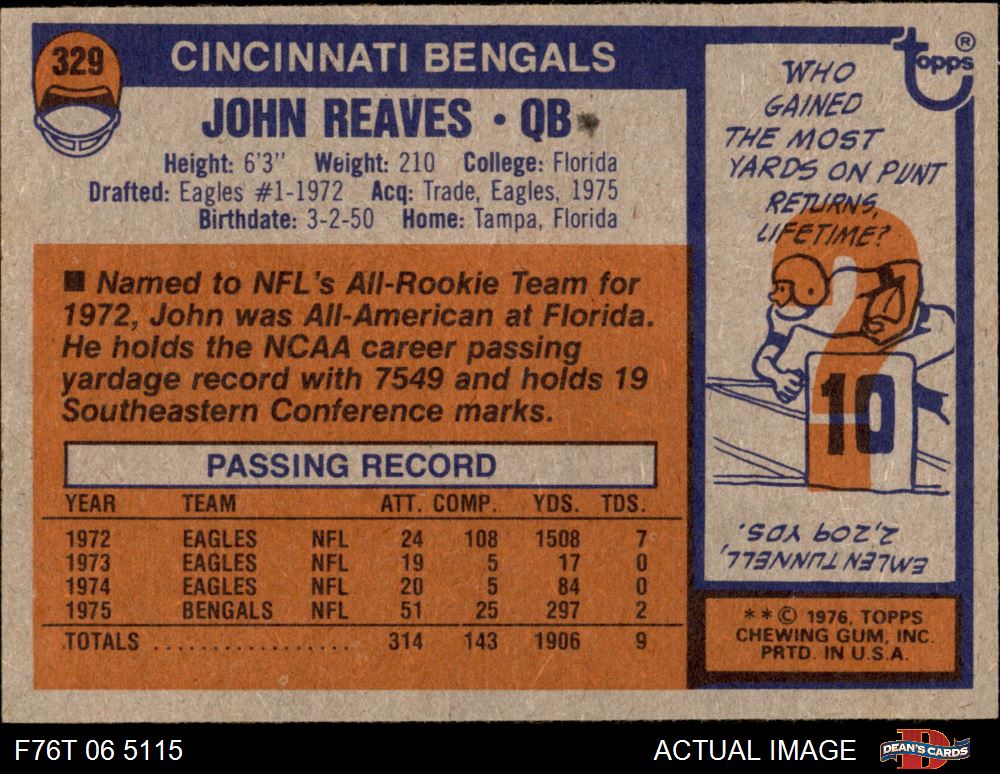 329
CINCINNATI BENGALS
JOHN REAVES • QB
Height: 6'3" Weight: 210 College: Florida
Drafted: Eagles #1-1972 Acq: Trade, Eagles, 1975
Birthdate: 3-2-50 Home: Tampa, Florida
■ Named to NFL's All-Rookie Team for
1972, John was All-American at Florida.
He holds the NCAA career passing
yardage record with 7549 and holds 19
Southeastern Conference marks.
PASSING RECORD
YEAR TEAM ATT. COMP. YDS. TDS.
1972 EAGLES NFL 24 108 1508 7
1973 EAGLES NFL 19 5 17 0
1974 EAGLES NFL 20 5 84 0
1975 BENGALS NFL 51 25 297 2
TOTALS ................. 314 143 1906 9
topps®
WHO
GAINED
THE MOST
YARDS ON PUNT
RETURNS,
LIFETIME?
?
10
EMLEN TUNNELL,
2,209 YDS.
**© 1976, TOPPS
CHEWING GUM, INC.
PRTD. IN U.S.A.
F76T 06 5115 ACTUAL IMAGE
D
DEAN'S CARDS